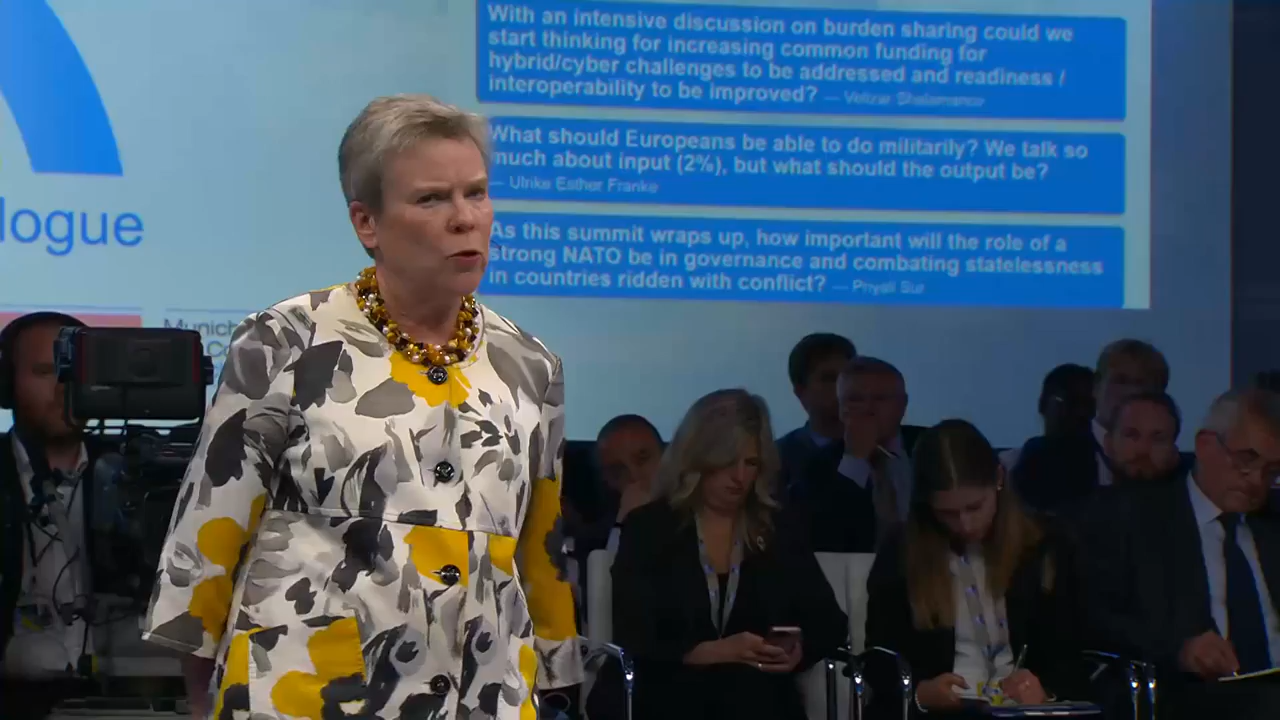 With an intensive discussion on burden sharing could we
start thinking for increasing common funding for
hybrid/cyber challenges to be addressed and readiness /
interoperability to be improved? — Velizar Shalamanov
What should Europeans be able to do militarily? We talk so
much about input (2%), but what should the output be?
— Ulrike Esther Franke
As this summit wraps up, how important will the role of a
strong NATO be in governance and combating statelessness
in countries ridden with conflict? —
logue
Munich